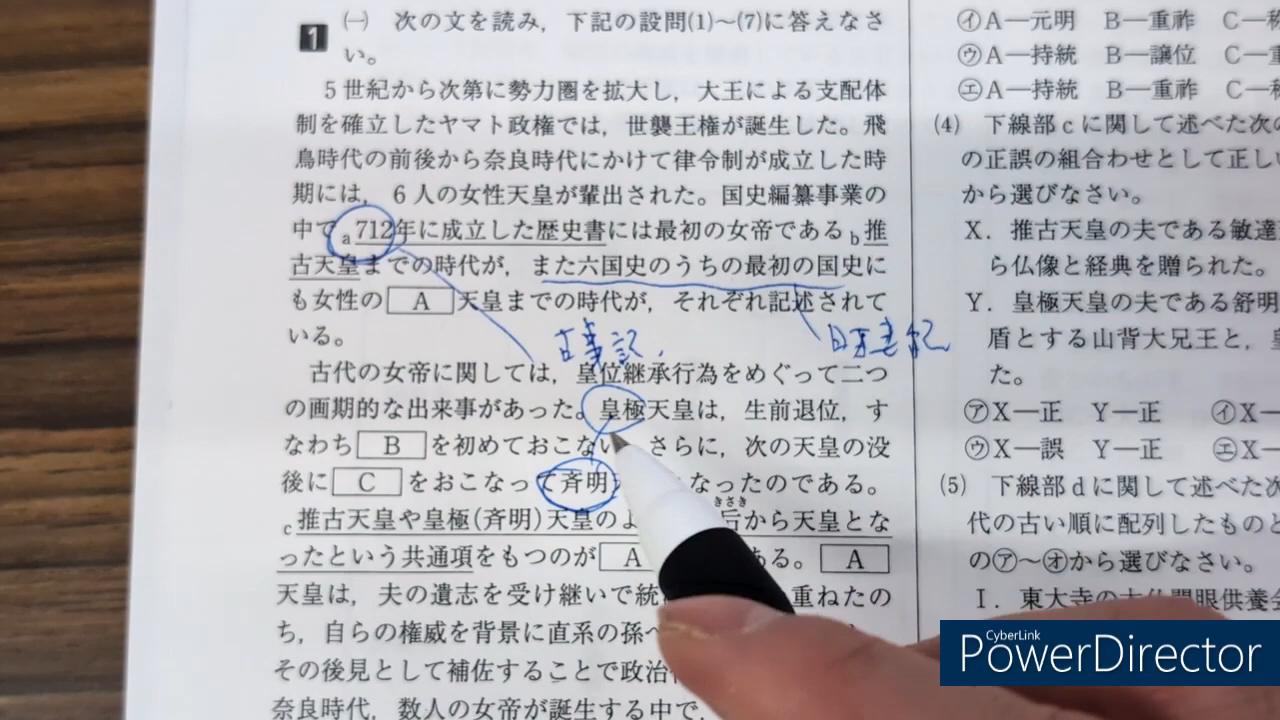 1
㈠ 次の文を読み,下記の設問(1)~(7)に答えなさ
い。
5世紀から次第に勢力圏を拡大し,大王による支配体
制を確立したヤマト政権では,世襲王権が誕生した。飛
鳥時代の前後から奈良時代にかけて律令制が成立した時
期には,6人の女性天皇が輩出された。国史編纂事業の
中で a712年に成立した歴史書には最初の女帝である b推
古天皇までの時代が,また六国史のうちの最初の国史に
も女性の A 天皇までの時代が,それぞれ記述されて
いる。
古事記
日本書紀
古代の女帝に関しては,皇位継承行為をめぐって二つ
の画期的な出来事があった。皇極天皇は,生前退位,す
なわち B を初めておこない さらに,次の天皇の没
後に C をおこなって斉明 なったのである。
きさき
c推古天皇や皇極(斉明)天皇のよ 后から天皇とな
ったという共通項をもつのが A ある。 A
天皇は,夫の遺志を受け継いで統 重ねたの
ち,自らの権威を背景に直系の孫へ
その後見として補佐することで政治
奈良時代,数人の女帝が誕生する中で,
㋑A―元明 B―重祚 C―
㋒A―持統 B―譲位 C―重
㋓A―持統 B―重祚 C―
(4) 下線部cに関して述べた次の
の正誤の組合わせとして正し
から選びなさい。
X.推古天皇の夫である敏達
ら仏像と経典を贈られた。
Y.皇極天皇の夫である舒明
盾とする山背大兄王と,
た。
㋐X―正 Y―正 ㋑X―
㋒X―誤 Y―正 ㋓X―
(5) 下線部dに関して述べた次
代の古い順に配列したものと
の㋐~㋔から選びなさい。
Ⅰ.東大寺の大仏開眼供養会
CyberLink
PowerDirector